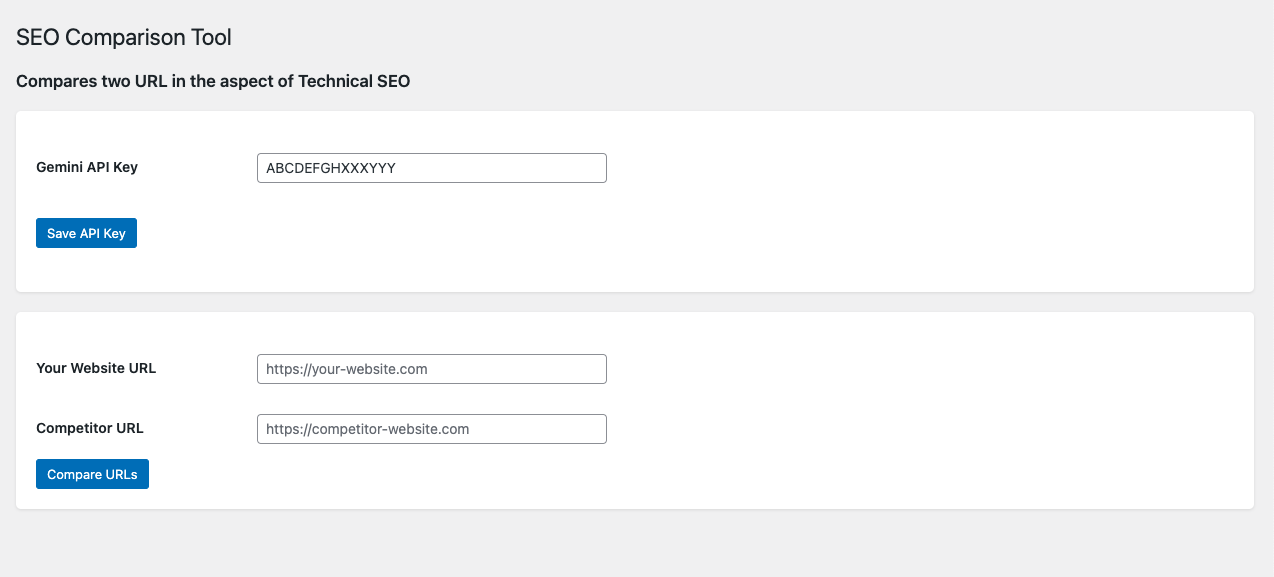 SEO Comparison Tool
Compares two URL in the aspect of Technical SEO
Gemini API Key
ABCDEFGHXXXYYY
Save API Key
Your Website URL
https://your-website.com
Competitor URL
https://competitor-website.com
Compare URLs